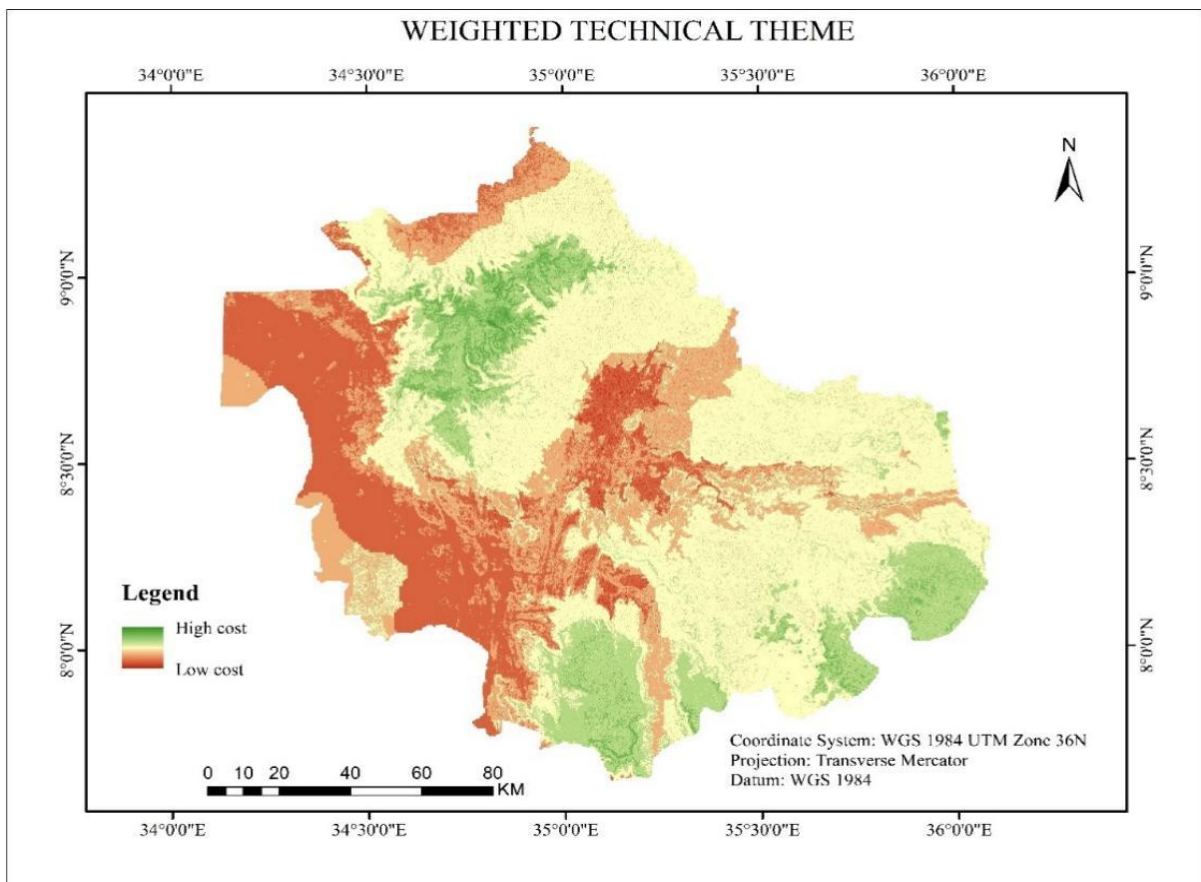 WEIGHTED TECHNICAL THEME
34°0'0"E 34°30'0"E 35°0'0"E 35°30'0"E 36°0'0"E
N
9°0'0"N 9°0'0"N
8°30'0"N 8°30'0"N
Legend
High cost
Low cost
8°0'0"N 8°0'0"N
Coordinate System: WGS 1984 UTM Zone 36N
Projection: Transverse Mercator
Datum: WGS 1984
0 10 20 40 60 80
KM
34°0'0"E 34°30'0"E 35°0'0"E 35°30'0"E 36°0'0"E